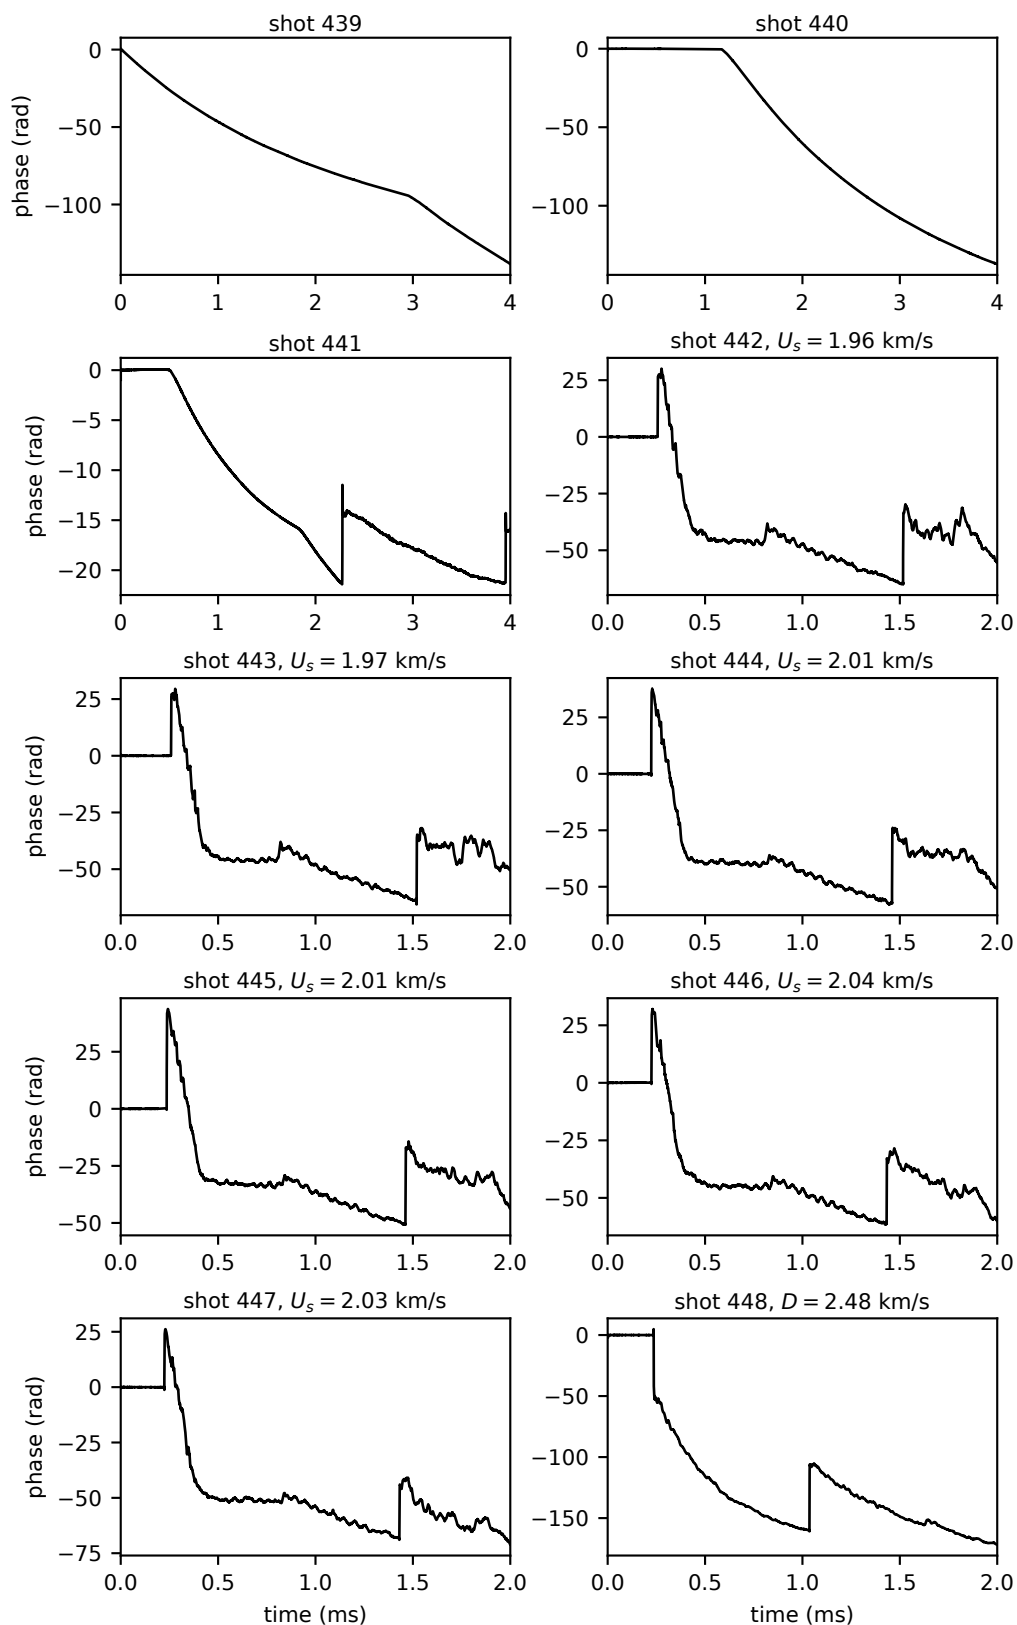 shot 439
shot 440
0
−50
−100
phase (rad)
0 1 2 3 4
0
−50
−100
0 1 2 3 4
shot 441
shot 442, Uₛ = 1.96 km/s
0
−5
−10
−15
−20
phase (rad)
0 1 2 3 4
25
0
−25
−50
0.0 0.5 1.0 1.5 2.0
shot 443, Uₛ = 1.97 km/s
shot 444, Uₛ = 2.01 km/s
25
0
−25
−50
phase (rad)
0.0 0.5 1.0 1.5 2.0
25
0
−25
−50
0.0 0.5 1.0 1.5 2.0
shot 445, Uₛ = 2.01 km/s
shot 446, Uₛ = 2.04 km/s
25
0
−25
−50
phase (rad)
0.0 0.5 1.0 1.5 2.0
25
0
−25
−50
0.0 0.5 1.0 1.5 2.0
shot 447, Uₛ = 2.03 km/s
shot 448, D = 2.48 km/s
25
0
−25
−50
−75
phase (rad)
0.0 0.5 1.0 1.5 2.0
time (ms)
0
−50
−100
−150
0.0 0.5 1.0 1.5 2.0
time (ms)